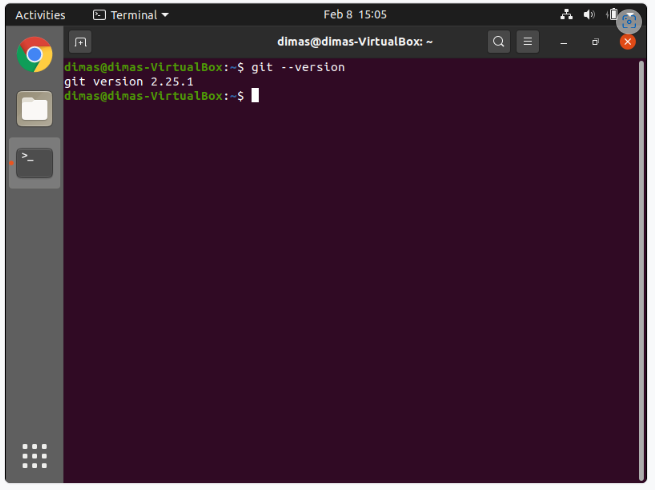 Activities Terminal Feb 8 15:05
dimas@dimas-VirtualBox: ~
dimas@dimas-VirtualBox:~$ git --version
git version 2.25.1
dimas@dimas-VirtualBox:~$